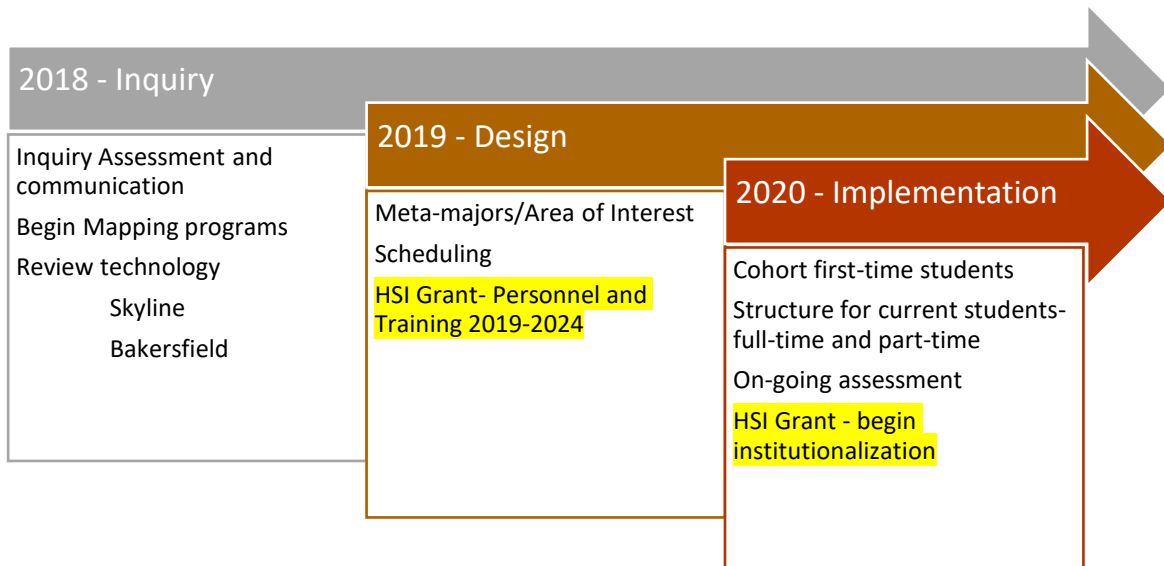 2018 - Inquiry
Inquiry Assessment and
communication
Begin Mapping programs
Review technology
Skyline
Bakersfield
2019 - Design
Meta-majors/Area of Interest
Scheduling
HSI Grant- Personnel and
Training 2019-2024
2020 - Implementation
Cohort first-time students
Structure for current students-
full-time and part-time
On-going assessment
HSI Grant - begin
institutionalization